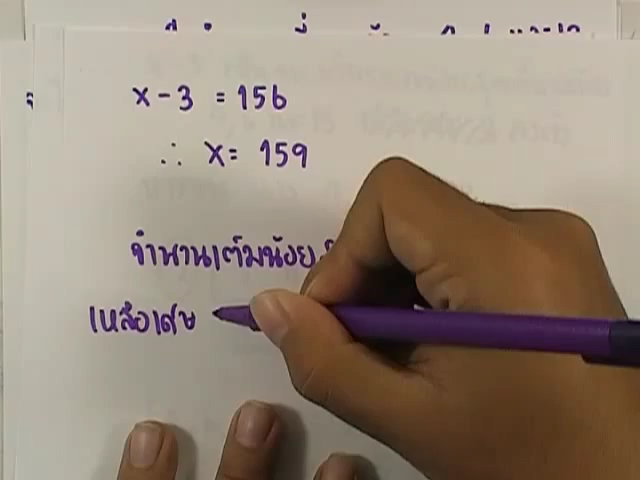 x - 3 = 156
∴ x = 159
จำนวนเต็มน้อย
เหลือเศษ